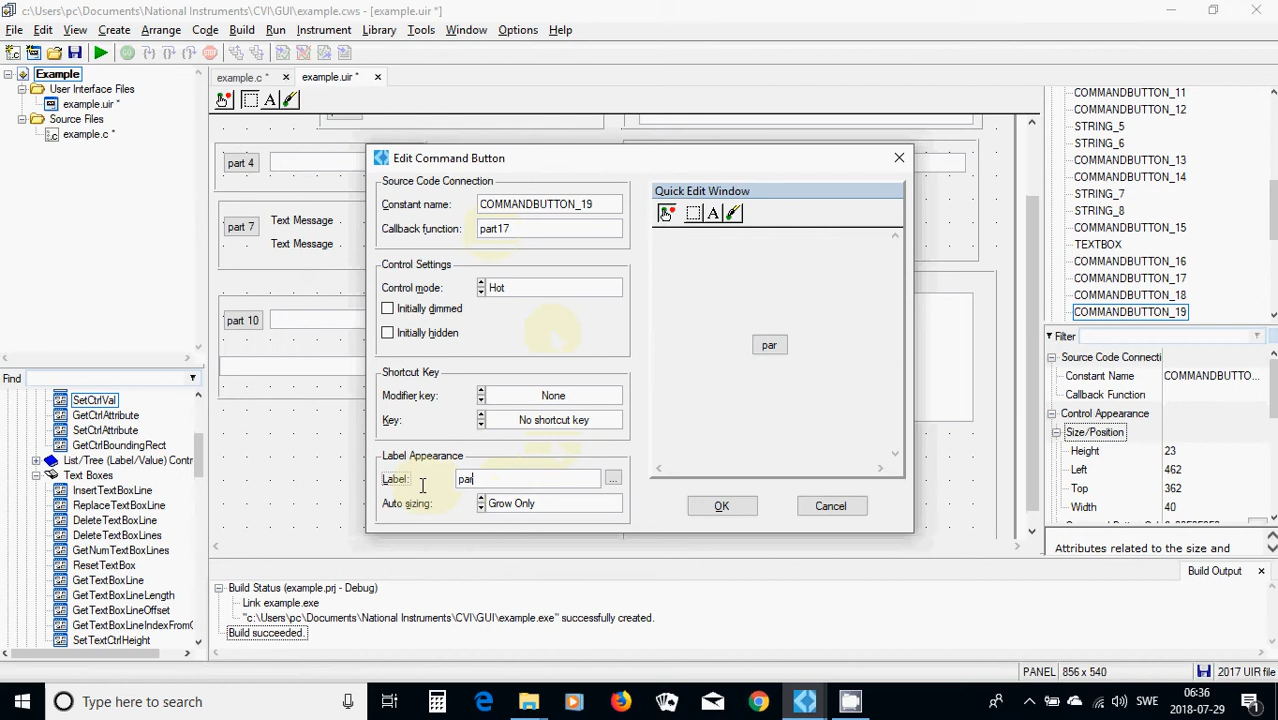 c:\Users\pc\Documents\National Instruments\CVI\GUI\example.cws - [example.uir *]
File Edit View Create Arrange Code Build Run Instrument Library Tools Window Options Help
Example
User Interface Files
example.uir *
Source Files
example.c *
example.c * example.uir *
part 4
part 7 Text Message
Text Message
part 10
Edit Command Button
Source Code Connection
Constant name: COMMANDBUTTON_19
Callback function: part17
Control Settings
Control mode: Hot
Initially dimmed
Initially hidden
Shortcut Key
Modifier key: None
Key: No shortcut key
Label Appearance
Label: par ...
Auto sizing: Grow Only
Quick Edit Window
par
OK Cancel
COMMANDBUTTON_11
COMMANDBUTTON_12
STRING_5
STRING_6
COMMANDBUTTON_13
COMMANDBUTTON_14
STRING_7
STRING_8
COMMANDBUTTON_15
TEXTBOX
COMMANDBUTTON_16
COMMANDBUTTON_17
COMMANDBUTTON_18
COMMANDBUTTON_19
Filter
Source Code Connecti
Constant Name COMMANDBUTTO...
Callback Function
Control Appearance
Size/Position
Height 23
Left 462
Top 362
Width 40
Attributes related to the size and
Find
SetCtrlVal
GetCtrlAttribute
SetCtrlAttribute
GetCtrlBoundingRect
List/Tree (Label/Value) Contr
Text Boxes
InsertTextBoxLine
ReplaceTextBoxLine
DeleteTextBoxLine
DeleteTextBoxLines
GetNumTextBoxLines
ResetTextBox
GetTextBoxLine
GetTextBoxLineLength
GetTextBoxLineOffset
GetTextBoxLineIndexFromO
SetTextCtrlHeight
Build Output
Build Status (example.prj - Debug)
Link example.exe
"c:\Users\pc\Documents\National Instruments\CVI\GUI\example.exe" successfully created.
Build succeeded.
PANEL 856 x 540 2017 UIR file
Type here to search
SWE
06:36
2018-07-29
1